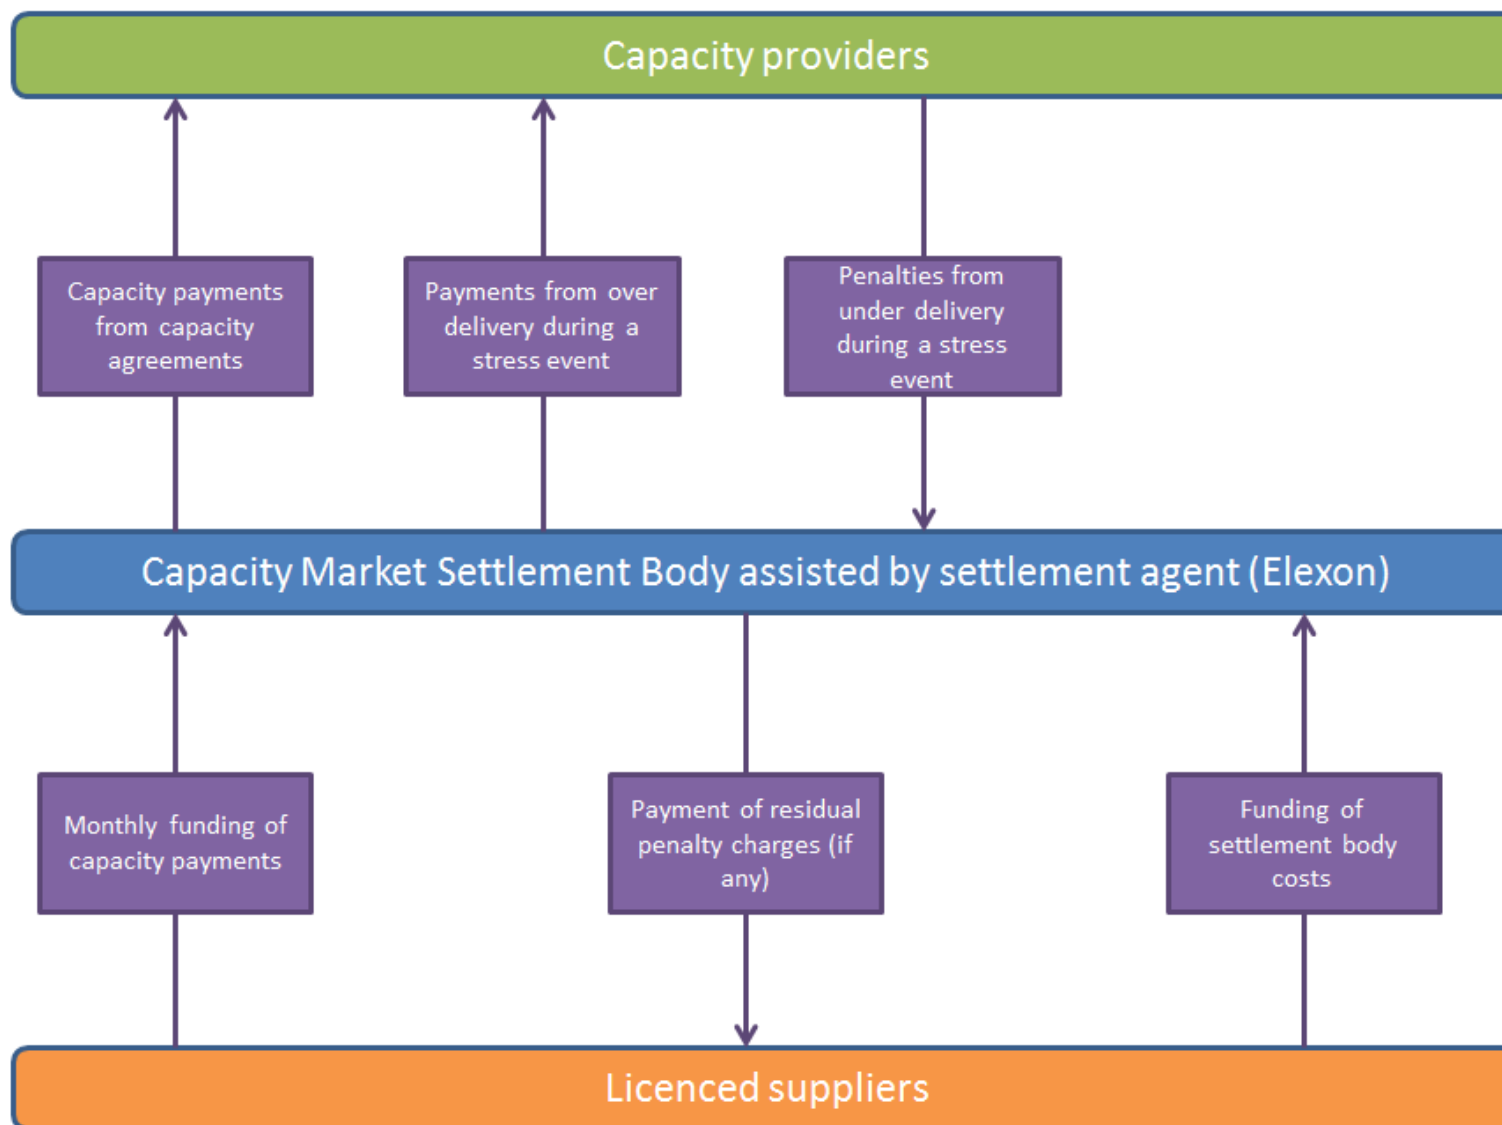 Capacity providers
Capacity payments
from capacity
agreements
Payments from over
delivery during a
stress event
Penalties from
under delivery
during a stress
event
Capacity Market Settlement Body assisted by settlement agent (Elexon)
Monthly funding of
capacity payments
Payment of residual
penalty charges (if
any)
Funding of
settlement body
costs
Licenced suppliers